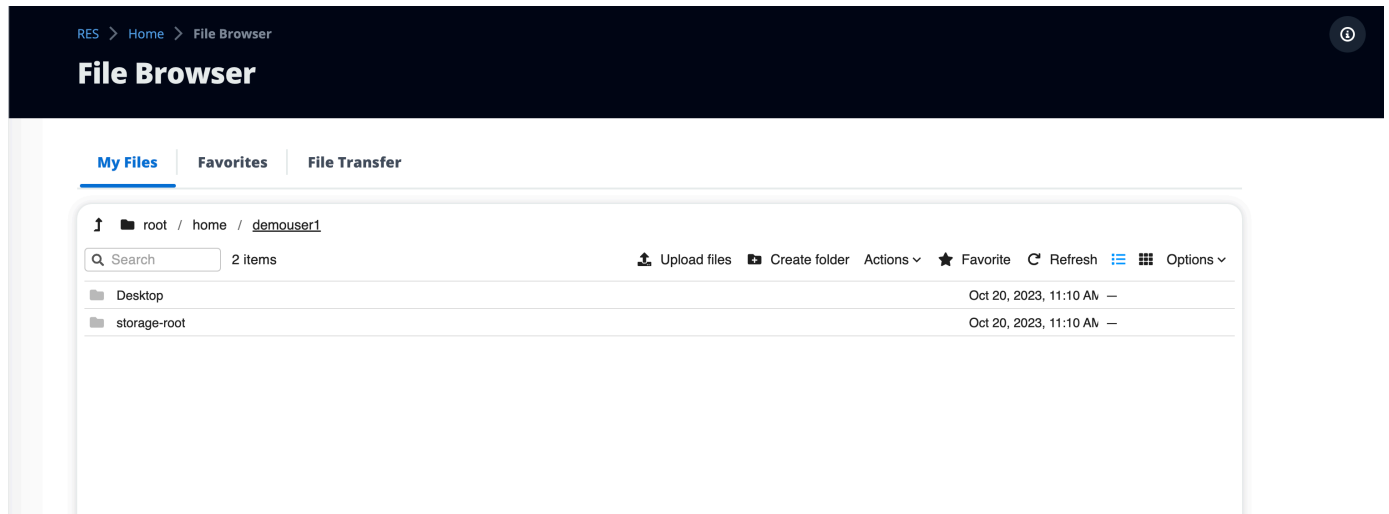 RES > Home > File Browser
File Browser
My Files Favorites File Transfer
root / home / demouser1
Search 2 items Upload files Create folder Actions Favorite Refresh Options
Desktop Oct 20, 2023, 11:10 AM —
storage-root Oct 20, 2023, 11:10 AM —